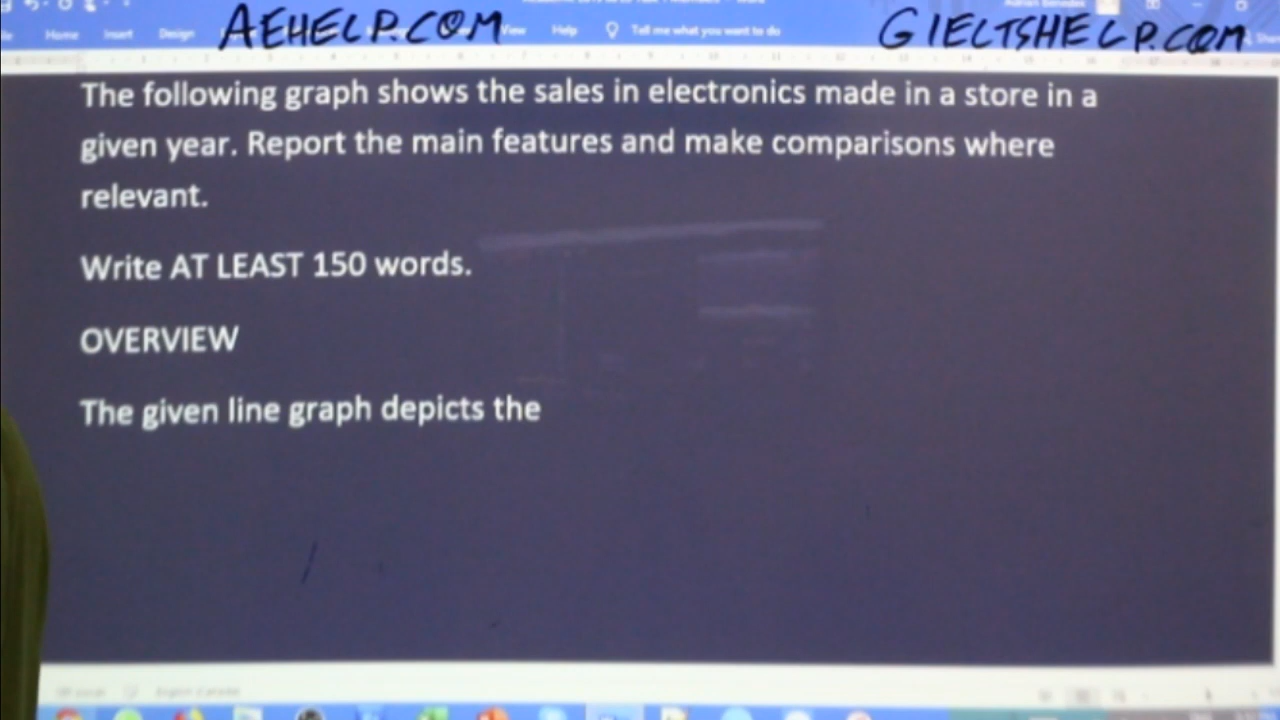 AEHELP.COM
GIELTSHELP.COM
Home Insert Design View Help Tell me what you want to do
The following graph shows the sales in electronics made in a store in a
given year. Report the main features and make comparisons where
relevant.
Write AT LEAST 150 words.
OVERVIEW
The given line graph depicts the